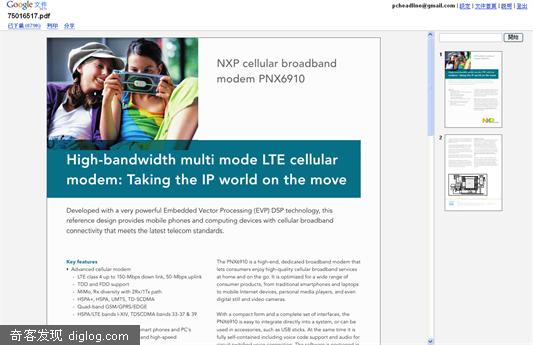 Google 文件
75016517.pdf
pcheadline@gmail.com | 設定 | 文件首頁 | 説明 | 登出
列印 分享
NXP cellular broadband
modem PNX6910
High-bandwidth multi mode LTE cellular
modem: Taking the IP world on the move
Developed with a very powerful Embedded Vector Processing (EVP) DSP technology, this
reference design provides mobile phones and computing devices with cellular broadband
connectivity that meets the latest telecom standards.
Key features
Advanced cellular modem
- LTE class 4 up to 150-Mbps down link, 50-Mbps uplink
- TDD and FDD support
- MiMo, Rx diversity with 2Rx/1Tx path
- HSPA+, HSPA, UMTS, TD-SCDMA
- Quad-band GSM/GPRS/EDGE
- HSPA/LTE bands I-XIV, TDSCDMA bands 33-37 & 39
smart phones and PC's
and high-speed
The PNX6910 is a high-end, dedicated broadband modem that
lets consumers enjoy high-quality cellular broadband services
at home and on the go. It is optimized for a wide range of
consumer products, from traditional smartphones and laptops
to mobile Internet devices, personal media players, and even
digital still and video cameras.
With a compact form and a complete set of interfaces, the
PNX6910 is easy to integrate directly into a system, or can be
used in accessories, such as USB sticks. At the same time it is
fully self-contained including voice code support and audio for
1
2
NXP
奇客发现 diglog.com